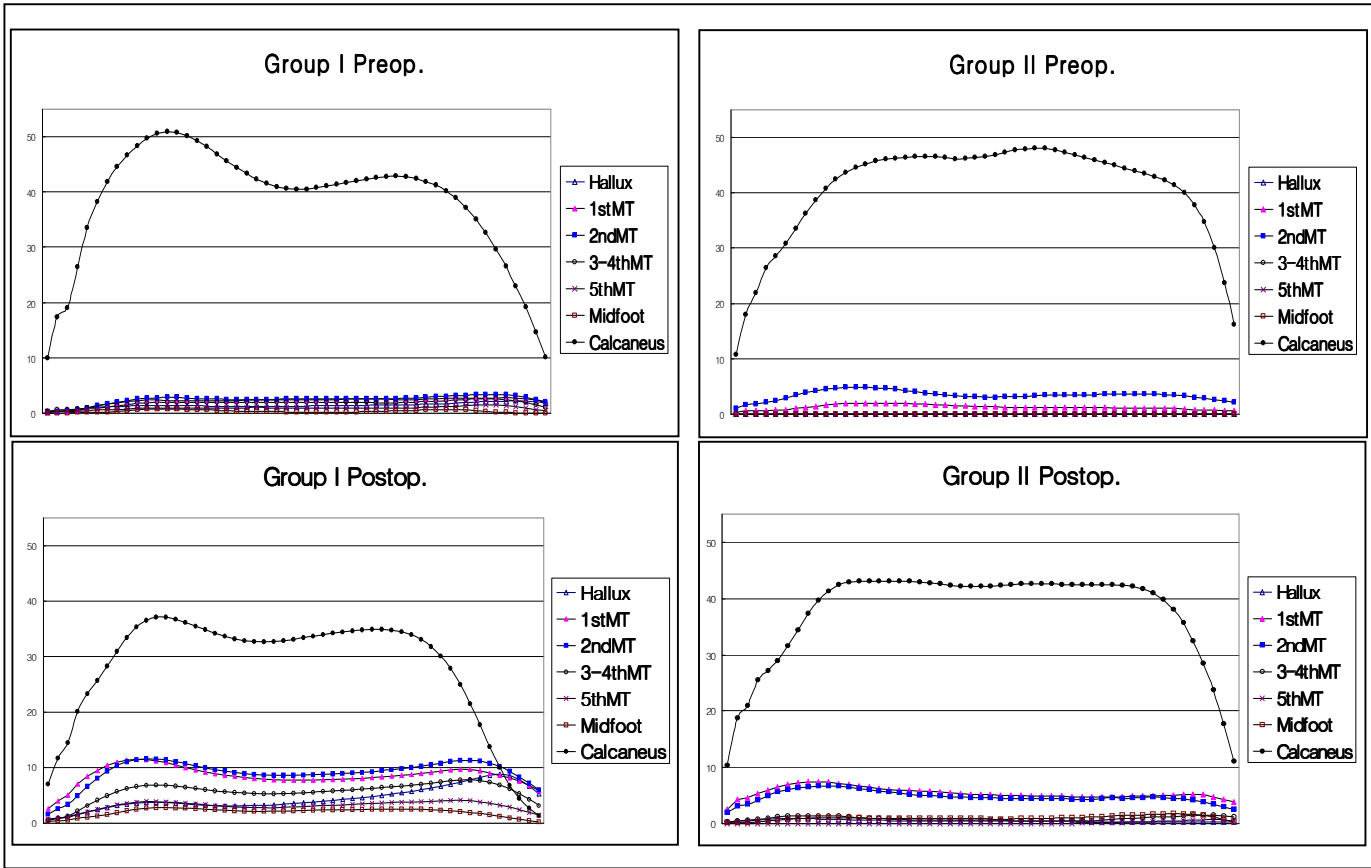 Group I Preop.
50
40
30
20
10
0
Hallux
1stMT
2ndMT
3-4thMT
5thMT
Midfoot
Calcaneus
Group II Preop.
50
40
30
20
10
0
Hallux
1stMT
2ndMT
3-4thMT
5thMT
Midfoot
Calcaneus
Group I Postop.
50
40
30
20
10
0
Hallux
1stMT
2ndMT
3-4thMT
5thMT
Midfoot
Calcaneus
Group II Postop.
50
40
30
20
10
0
Hallux
1stMT
2ndMT
3-4thMT
5thMT
Midfoot
Calcaneus